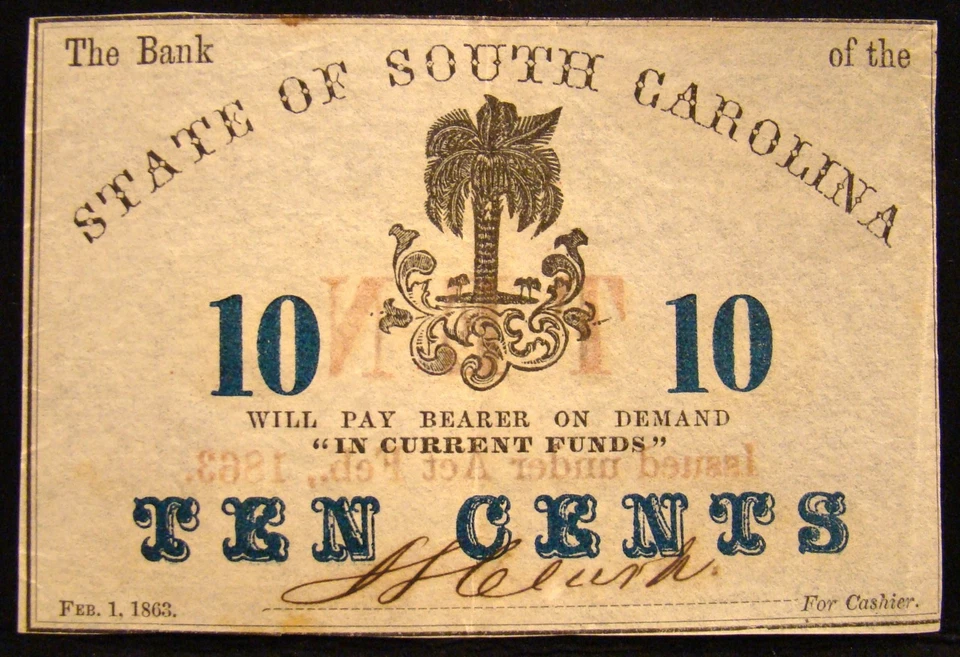 The Bank of the
STATE OF SOUTH CAROLINA
TEN
10 10
WILL PAY BEARER ON DEMAND
"IN CURRENT FUNDS"
Issued under Act Feb., 1863.
TEN CENTS
FEB. 1, 1863. For Cashier.